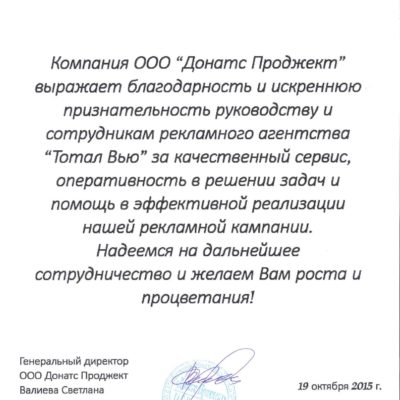 Компания ООО “Донатс Проджект”
выражает благодарность и искреннюю
признательность руководству и
сотрудникам рекламного агентства
“Тотал Вью” за качественный сервис,
оперативность в решении задач и
помощь в эффективной реализации
нашей рекламной кампании.
Надеемся на дальнейшее
сотрудничество и желаем Вам роста и
процветания!
Генеральный директор
ООО Донатс Проджект
Валиева Светлана
19 октября 2015 г.